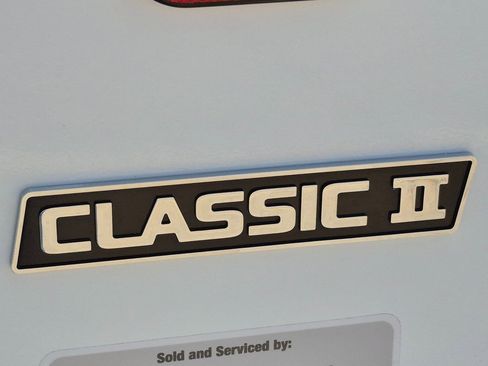 CLASSIC II
Sold and Serviced by: